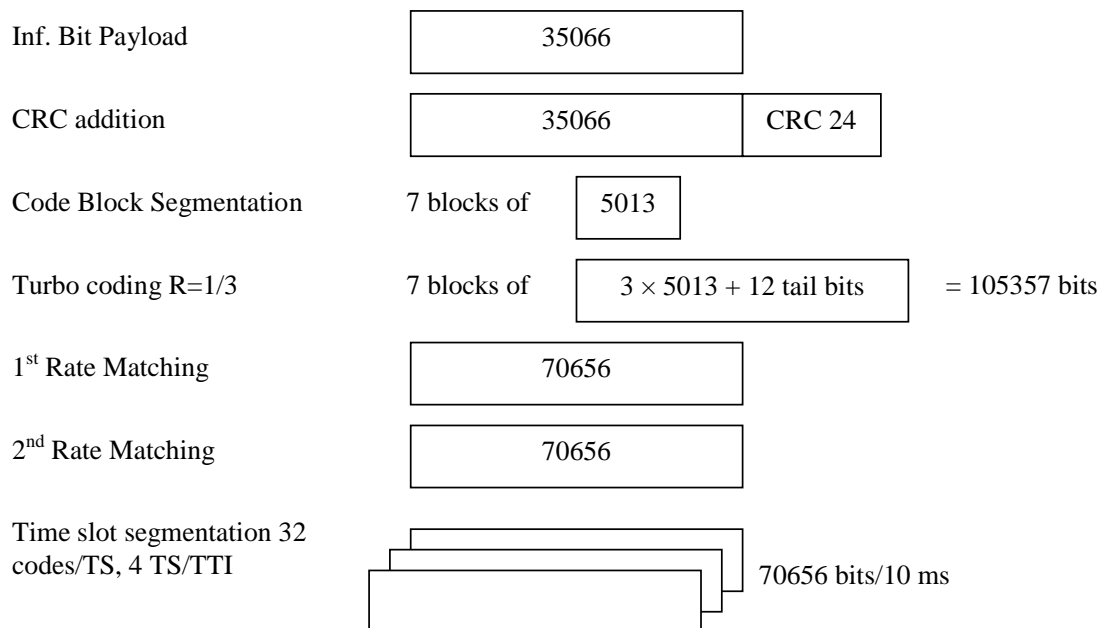 Inf. Bit Payload 35066
CRC addition 35066 CRC 24
Code Block Segmentation 7 blocks of 5013
Turbo coding R=1/3 7 blocks of 3 × 5013 + 12 tail bits = 105357 bits
1st Rate Matching 70656
2nd Rate Matching 70656
Time slot segmentation 32
codes/TS, 4 TS/TTI
70656 bits/10 ms